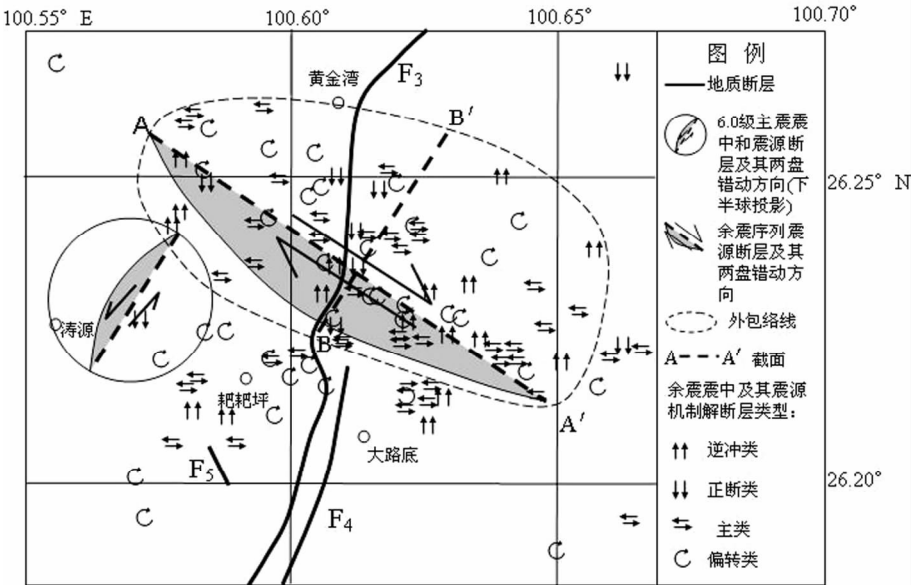 100.55° E
100.60°
100.65°
100.70°
F3
黄金湾
A
B′
26.25° N
涛源
B
耙耙坪
A′
大路底
F5
F4
26.20°
图 例
地质断层
6.0级主震震
中和震源断
层及其两盘
错动方向(下
半球投影)
余震序列震
源断层及其
两盘错动方
向
外包络线
A A′ 截面
余震震中及其震源
机制解断层类型：
逆冲类
正断类
主类
偏转类